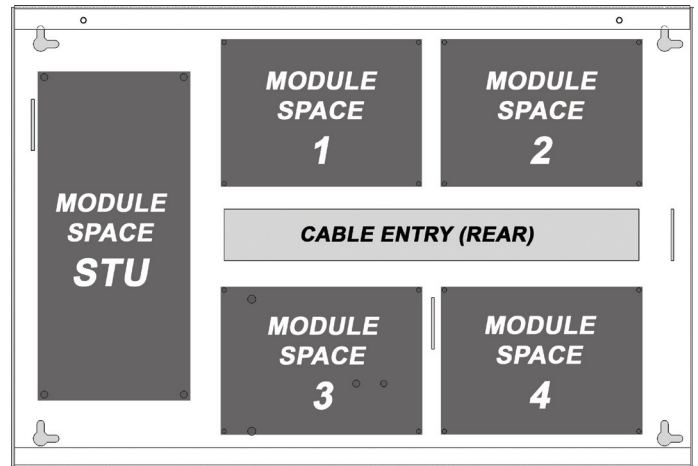 MODULE
SPACE
1
MODULE
SPACE
2
MODULE
SPACE
STU
CABLE ENTRY (REAR)
MODULE
SPACE
3
MODULE
SPACE
4